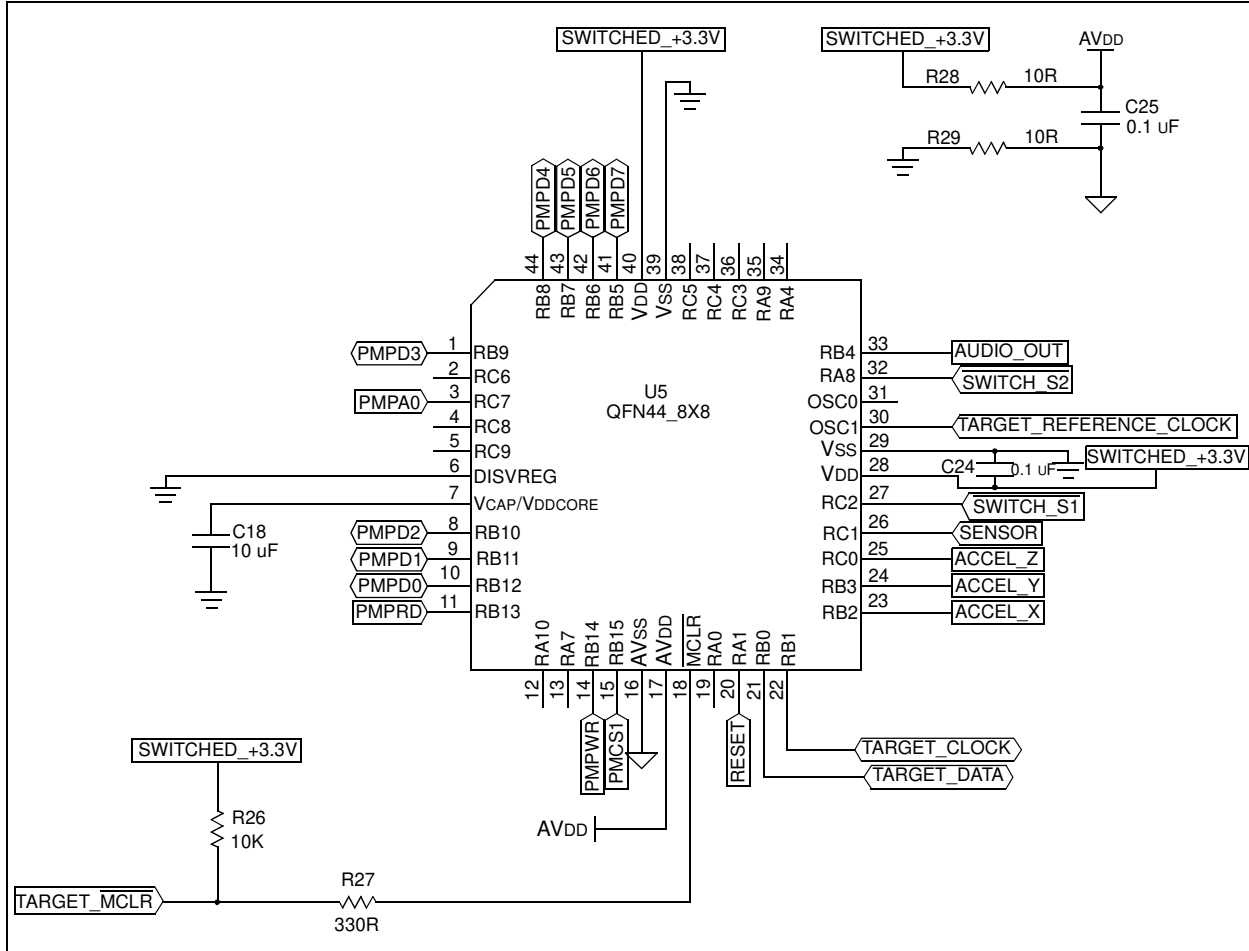 SWITCHED_+3.3V
SWITCHED_+3.3V
AVDD
R28 10R
C25
0.1 uF
R29 10R
PMPD4
PMPD5
PMPD6
PMPD7
44
43
42
41
40
39
38
37
36
35
34
RB8
RB7
RB6
RB5
VDD
VSS
RC5
RC4
RC3
RA9
RA4
U5
QFN44_8X8
PMPD3 1 RB9
2 RC6
PMPA0 3 RC7
4 RC8
5 RC9
6 DISVREG
7 VCAP/VDDCORE
C18
10 uF
PMPD2 8 RB10
PMPD1 9 RB11
PMPD0 10 RB12
PMPRD 11 RB13
RB4 33 AUDIO_OUT
RA8 32 SWITCH_S2
OSC0 31
OSC1 30 TARGET_REFERENCE_CLOCK
VSS 29
VDD 28 C24 0.1 uF SWITCHED_+3.3V
RC2 27 SWITCH_S1
RC1 26 SENSOR
RC0 25 ACCEL_Z
RB3 24 ACCEL_Y
RB2 23 ACCEL_X
RA10
RA7
RB14
RB15
AVSS
AVDD
MCLR
RA0
RA1
RB0
RB1
12
13
14
15
16
17
18
19
20
21
22
PMPWR
PMCS1
RESET
TARGET_CLOCK
TARGET_DATA
AVDD
SWITCHED_+3.3V
R26
10K
TARGET_MCLR
R27
330R